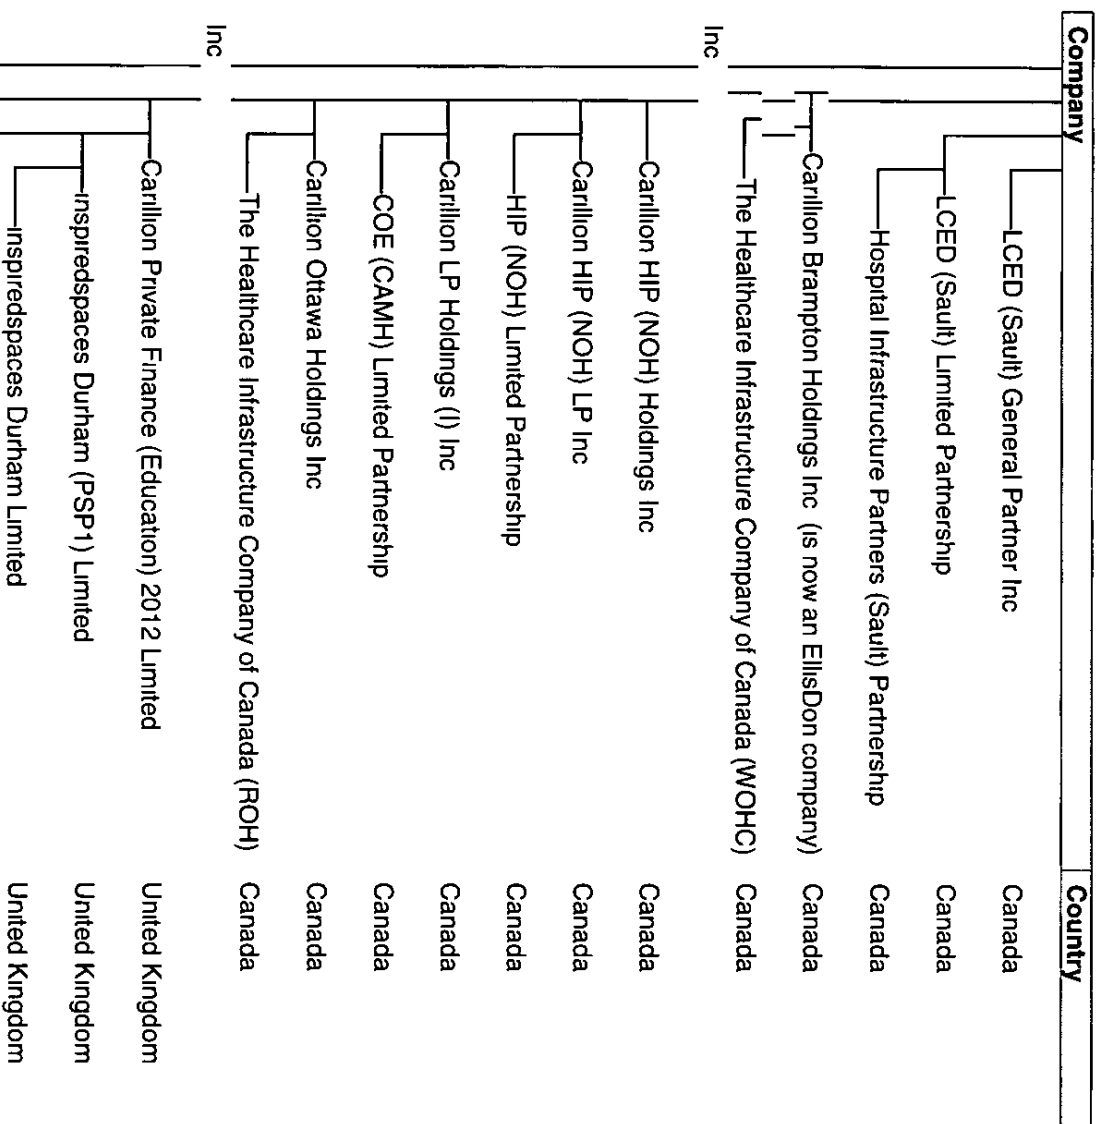 Company Country
LCED (Sault) General Partner Inc Canada
LCED (Sault) Limited Partnership Canada
Hospital Infrastructure Partners (Sault) Partnership Canada
Carillion Brampton Holdings Inc (is now an EllisDon company) Canada
The Healthcare Infrastructure Company of Canada (WOHC) Canada
Inc
Carillion HIP (NOH) Holdings Inc Canada
Carillion HIP (NOH) LP Inc Canada
HIP (NOH) Limited Partnership Canada
Carillion LP Holdings (I) Inc Canada
COE (CAMH) Limited Partnership Canada
Carillion Ottawa Holdings Inc Canada
The Healthcare Infrastructure Company of Canada (ROH) Canada
Inc
Carillion Private Finance (Education) 2012 Limited United Kingdom
inspiredspaces Durham (PSP1) Limited United Kingdom
inspiredspaces Durham Limited United Kingdom